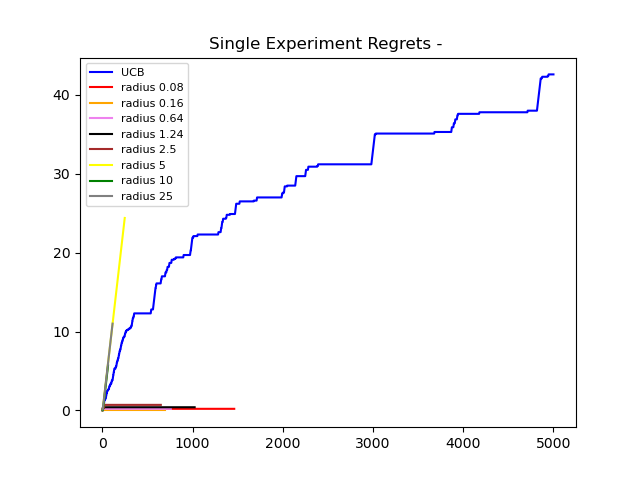 Single Experiment Regrets -
UCB
radius 0.08
radius 0.16
radius 0.64
radius 1.24
radius 2.5
radius 5
radius 10
radius 25
40
30
20
10
0
0 1000 2000 3000 4000 5000